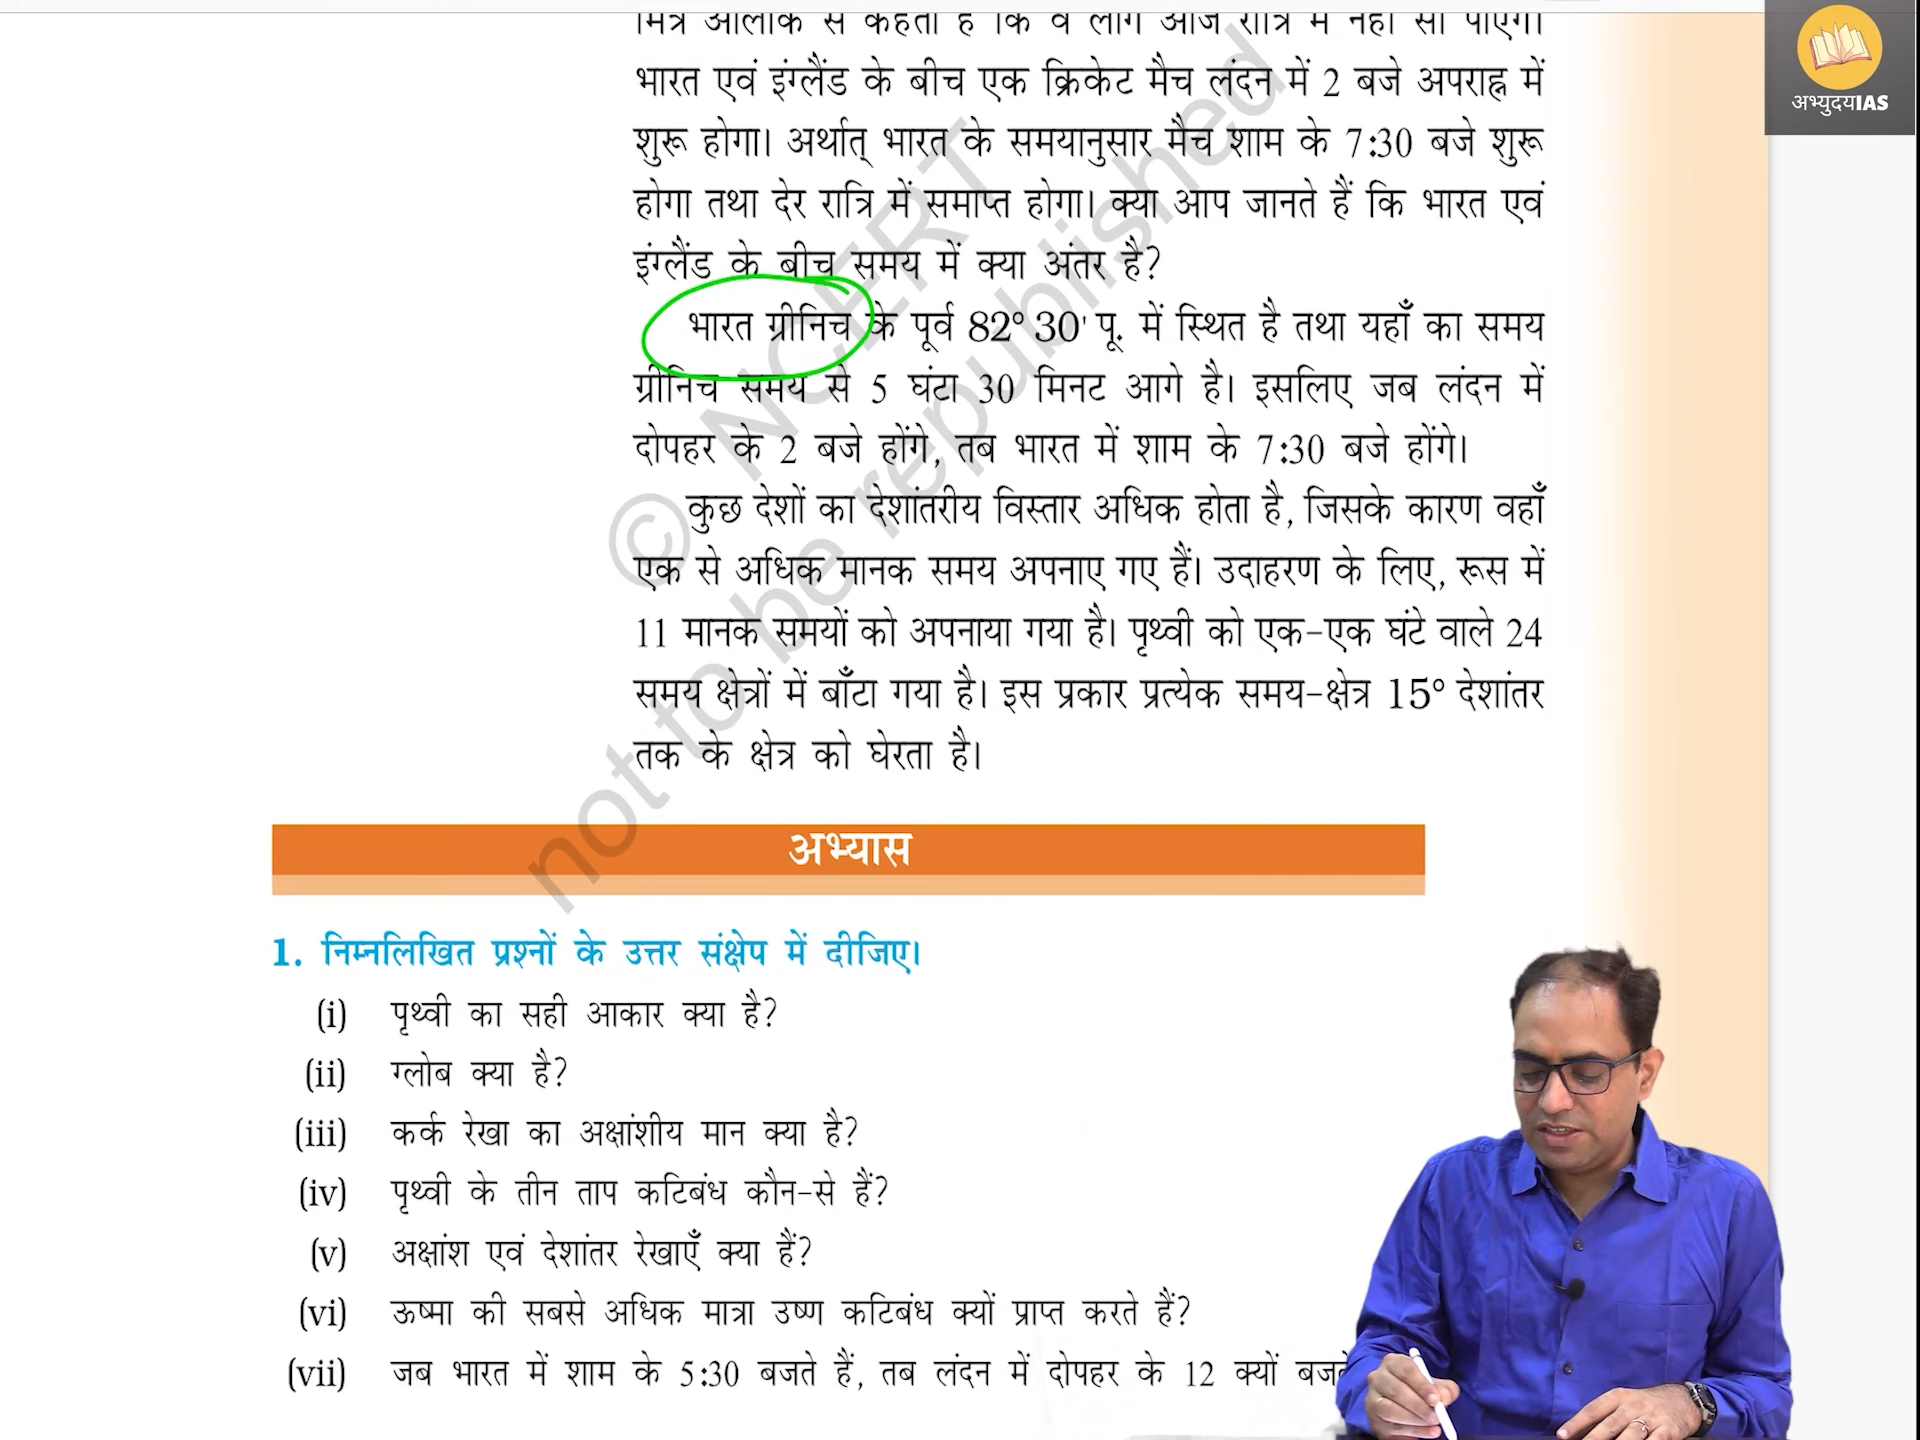 मित्र आलोक से कहता है कि वे लोग आज रात्रि में नहीं सो पाएंगे।
भारत एवं इंग्लैंड के बीच एक क्रिकेट मैच लंदन में 2 बजे अपराह्न में
शुरू होगा। अर्थात् भारत के समयानुसार मैच शाम के 7:30 बजे शुरू
होगा तथा देर रात्रि में समाप्त होगा। क्या आप जानते हैं कि भारत एवं
इंग्लैंड के बीच समय में क्या अंतर है?
भारत ग्रीनिच के पूर्व 82° 30' पू. में स्थित है तथा यहाँ का समय
ग्रीनिच समय से 5 घंटा 30 मिनट आगे है। इसलिए जब लंदन में
दोपहर के 2 बजे होंगे, तब भारत में शाम के 7:30 बजे होंगे।
कुछ देशों का देशांतरीय विस्तार अधिक होता है, जिसके कारण वहाँ
एक से अधिक मानक समय अपनाए गए हैं। उदाहरण के लिए, रूस में
11 मानक समयों को अपनाया गया है। पृथ्वी को एक-एक घंटे वाले 24
समय क्षेत्रों में बाँटा गया है। इस प्रकार प्रत्येक समय-क्षेत्र 15° देशांतर
तक के क्षेत्र को घेरता है।
© NCERT
not to be republished
अभ्युदयIAS
अभ्यास
1. निम्नलिखित प्रश्नों के उत्तर संक्षेप में दीजिए।
(i) पृथ्वी का सही आकार क्या है?
(ii) ग्लोब क्या है?
(iii) कर्क रेखा का अक्षांशीय मान क्या है?
(iv) पृथ्वी के तीन ताप कटिबंध कौन-से हैं?
(v) अक्षांश एवं देशांतर रेखाएँ क्या हैं?
(vi) ऊष्मा की सबसे अधिक मात्रा उष्ण कटिबंध क्यों प्राप्त करते हैं?
(vii) जब भारत में शाम के 5:30 बजते हैं, तब लंदन में दोपहर के 12 क्यों